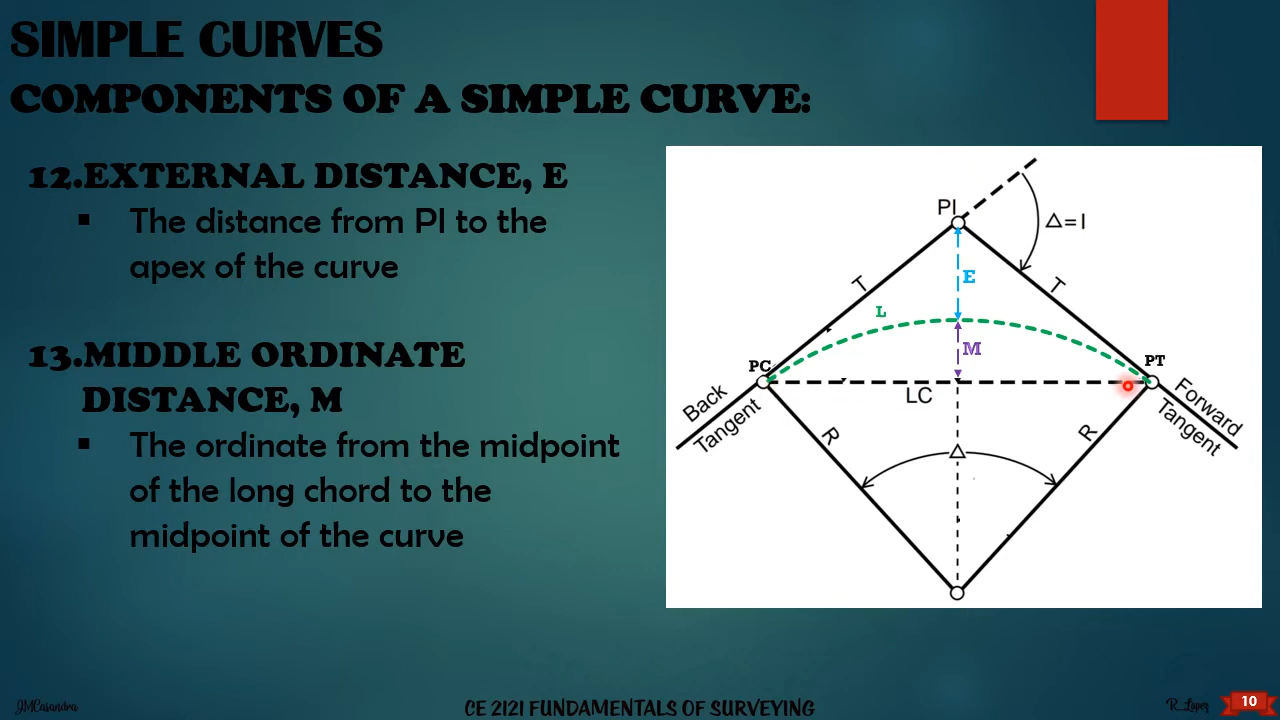 SIMPLE CURVES
COMPONENTS OF A SIMPLE CURVE:
12.EXTERNAL DISTANCE, E
▪ The distance from PI to the
apex of the curve
13.MIDDLE ORDINATE
DISTANCE, M
▪ The ordinate from the midpoint
of the long chord to the
midpoint of the curve
PI
Δ=I
T
T
E
L
M
PC
PT
LC
Back
Tangent
Forward
Tangent
R
R
Δ
JMCasandra
CE 2121 FUNDAMENTALS OF SURVEYING
R_Lopez
10